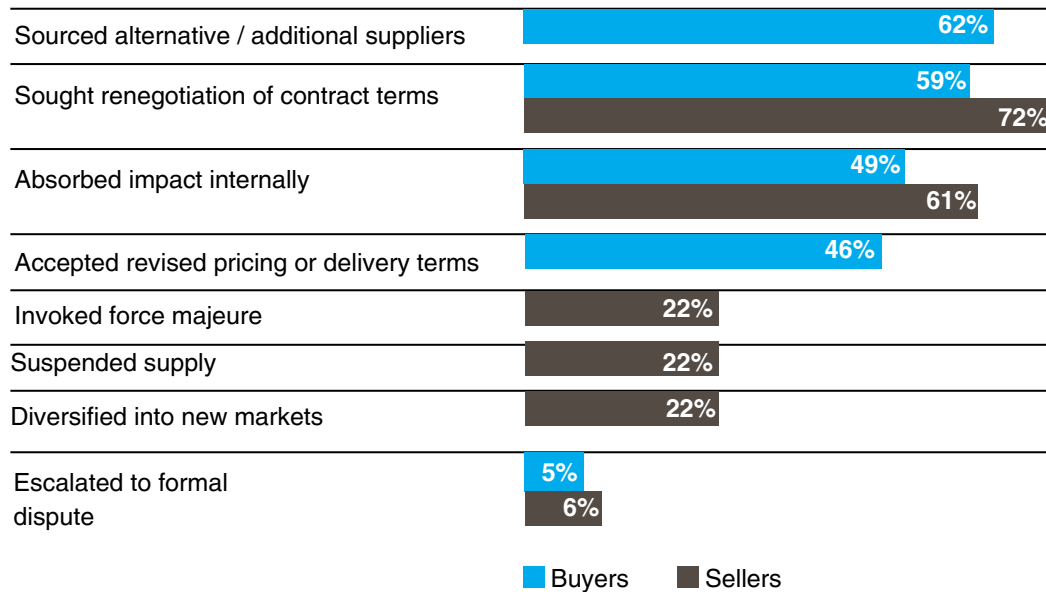 Sourced alternative / additional suppliers 62%
Sought renegotiation of contract terms 59%
72%
Absorbed impact internally 49%
61%
Accepted revised pricing or delivery terms 46%
Invoked force majeure 22%
Suspended supply 22%
Diversified into new markets 22%
Escalated to formal 5%
dispute 6%
Buyers Sellers